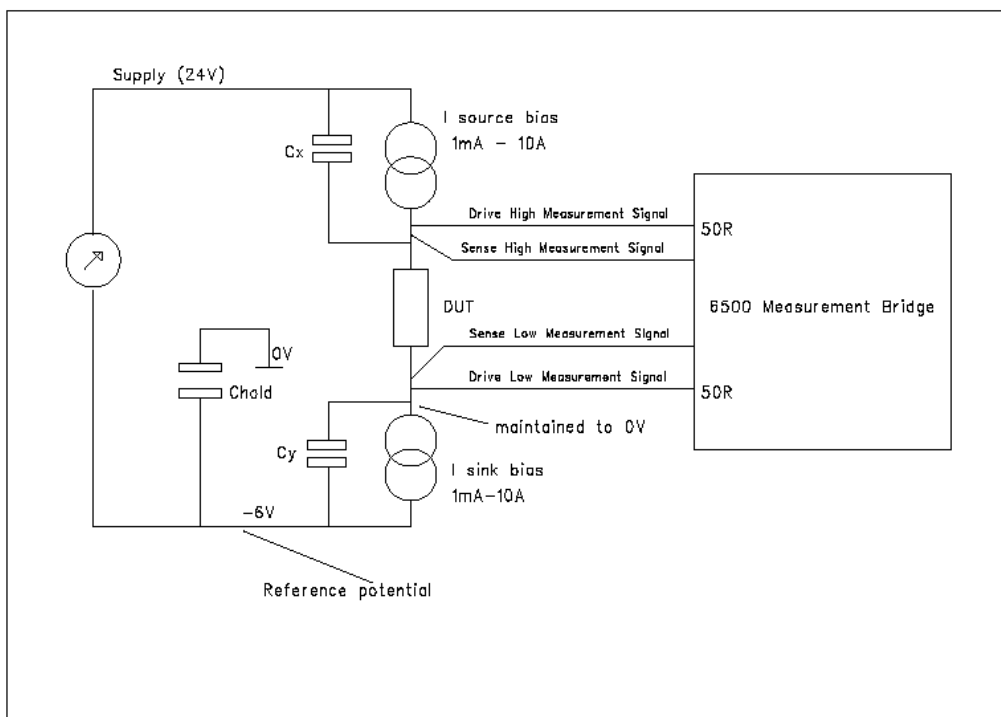 Supply (24V)
I source bias
1mA - 10A
Cx
Drive High Measurement Signal
50R
Sense High Measurement Signal
DUT
6500 Measurement Bridge
Sense Low Measurement Signal
0V
Chold
Drive Low Measurement Signal
50R
maintained to 0V
Cy
I sink bias
1mA-10A
-6V
Reference potential